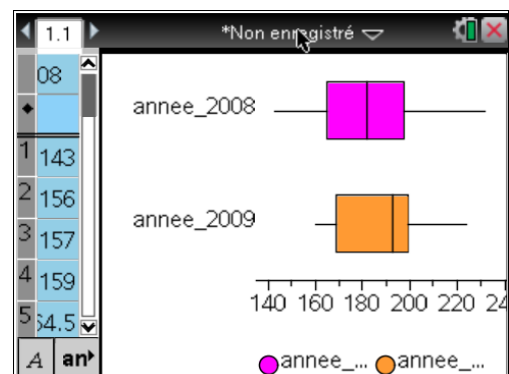 1.1 *Non enregistré
08
1 143
2 156
3 157
4 159
5 54.5
A an
annee_2008
annee_2009
140 160 180 200 220 24
annee_... annee_...